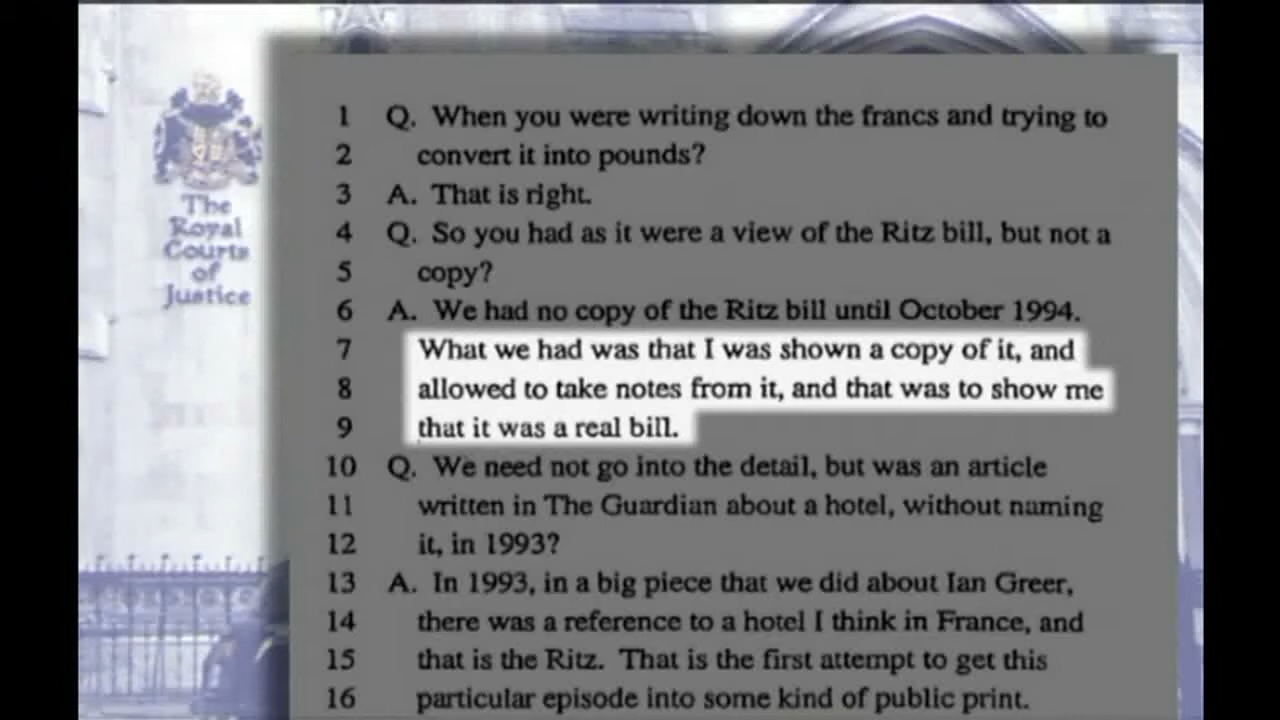 The
Royal
Courts
of
Justice
1 Q. When you were writing down the francs and trying to
2 convert it into pounds?
3 A. That is right.
4 Q. So you had as it were a view of the Ritz bill, but not a
5 copy?
6 A. We had no copy of the Ritz bill until October 1994.
7 What we had was that I was shown a copy of it, and
8 allowed to take notes from it, and that was to show me
9 that it was a real bill.
10 Q. We need not go into the detail, but was an article
11 written in The Guardian about a hotel, without naming
12 it, in 1993?
13 A. In 1993, in a big piece that we did about Ian Greer,
14 there was a reference to a hotel I think in France, and
15 that is the Ritz. That is the first attempt to get this
16 particular episode into some kind of public print.